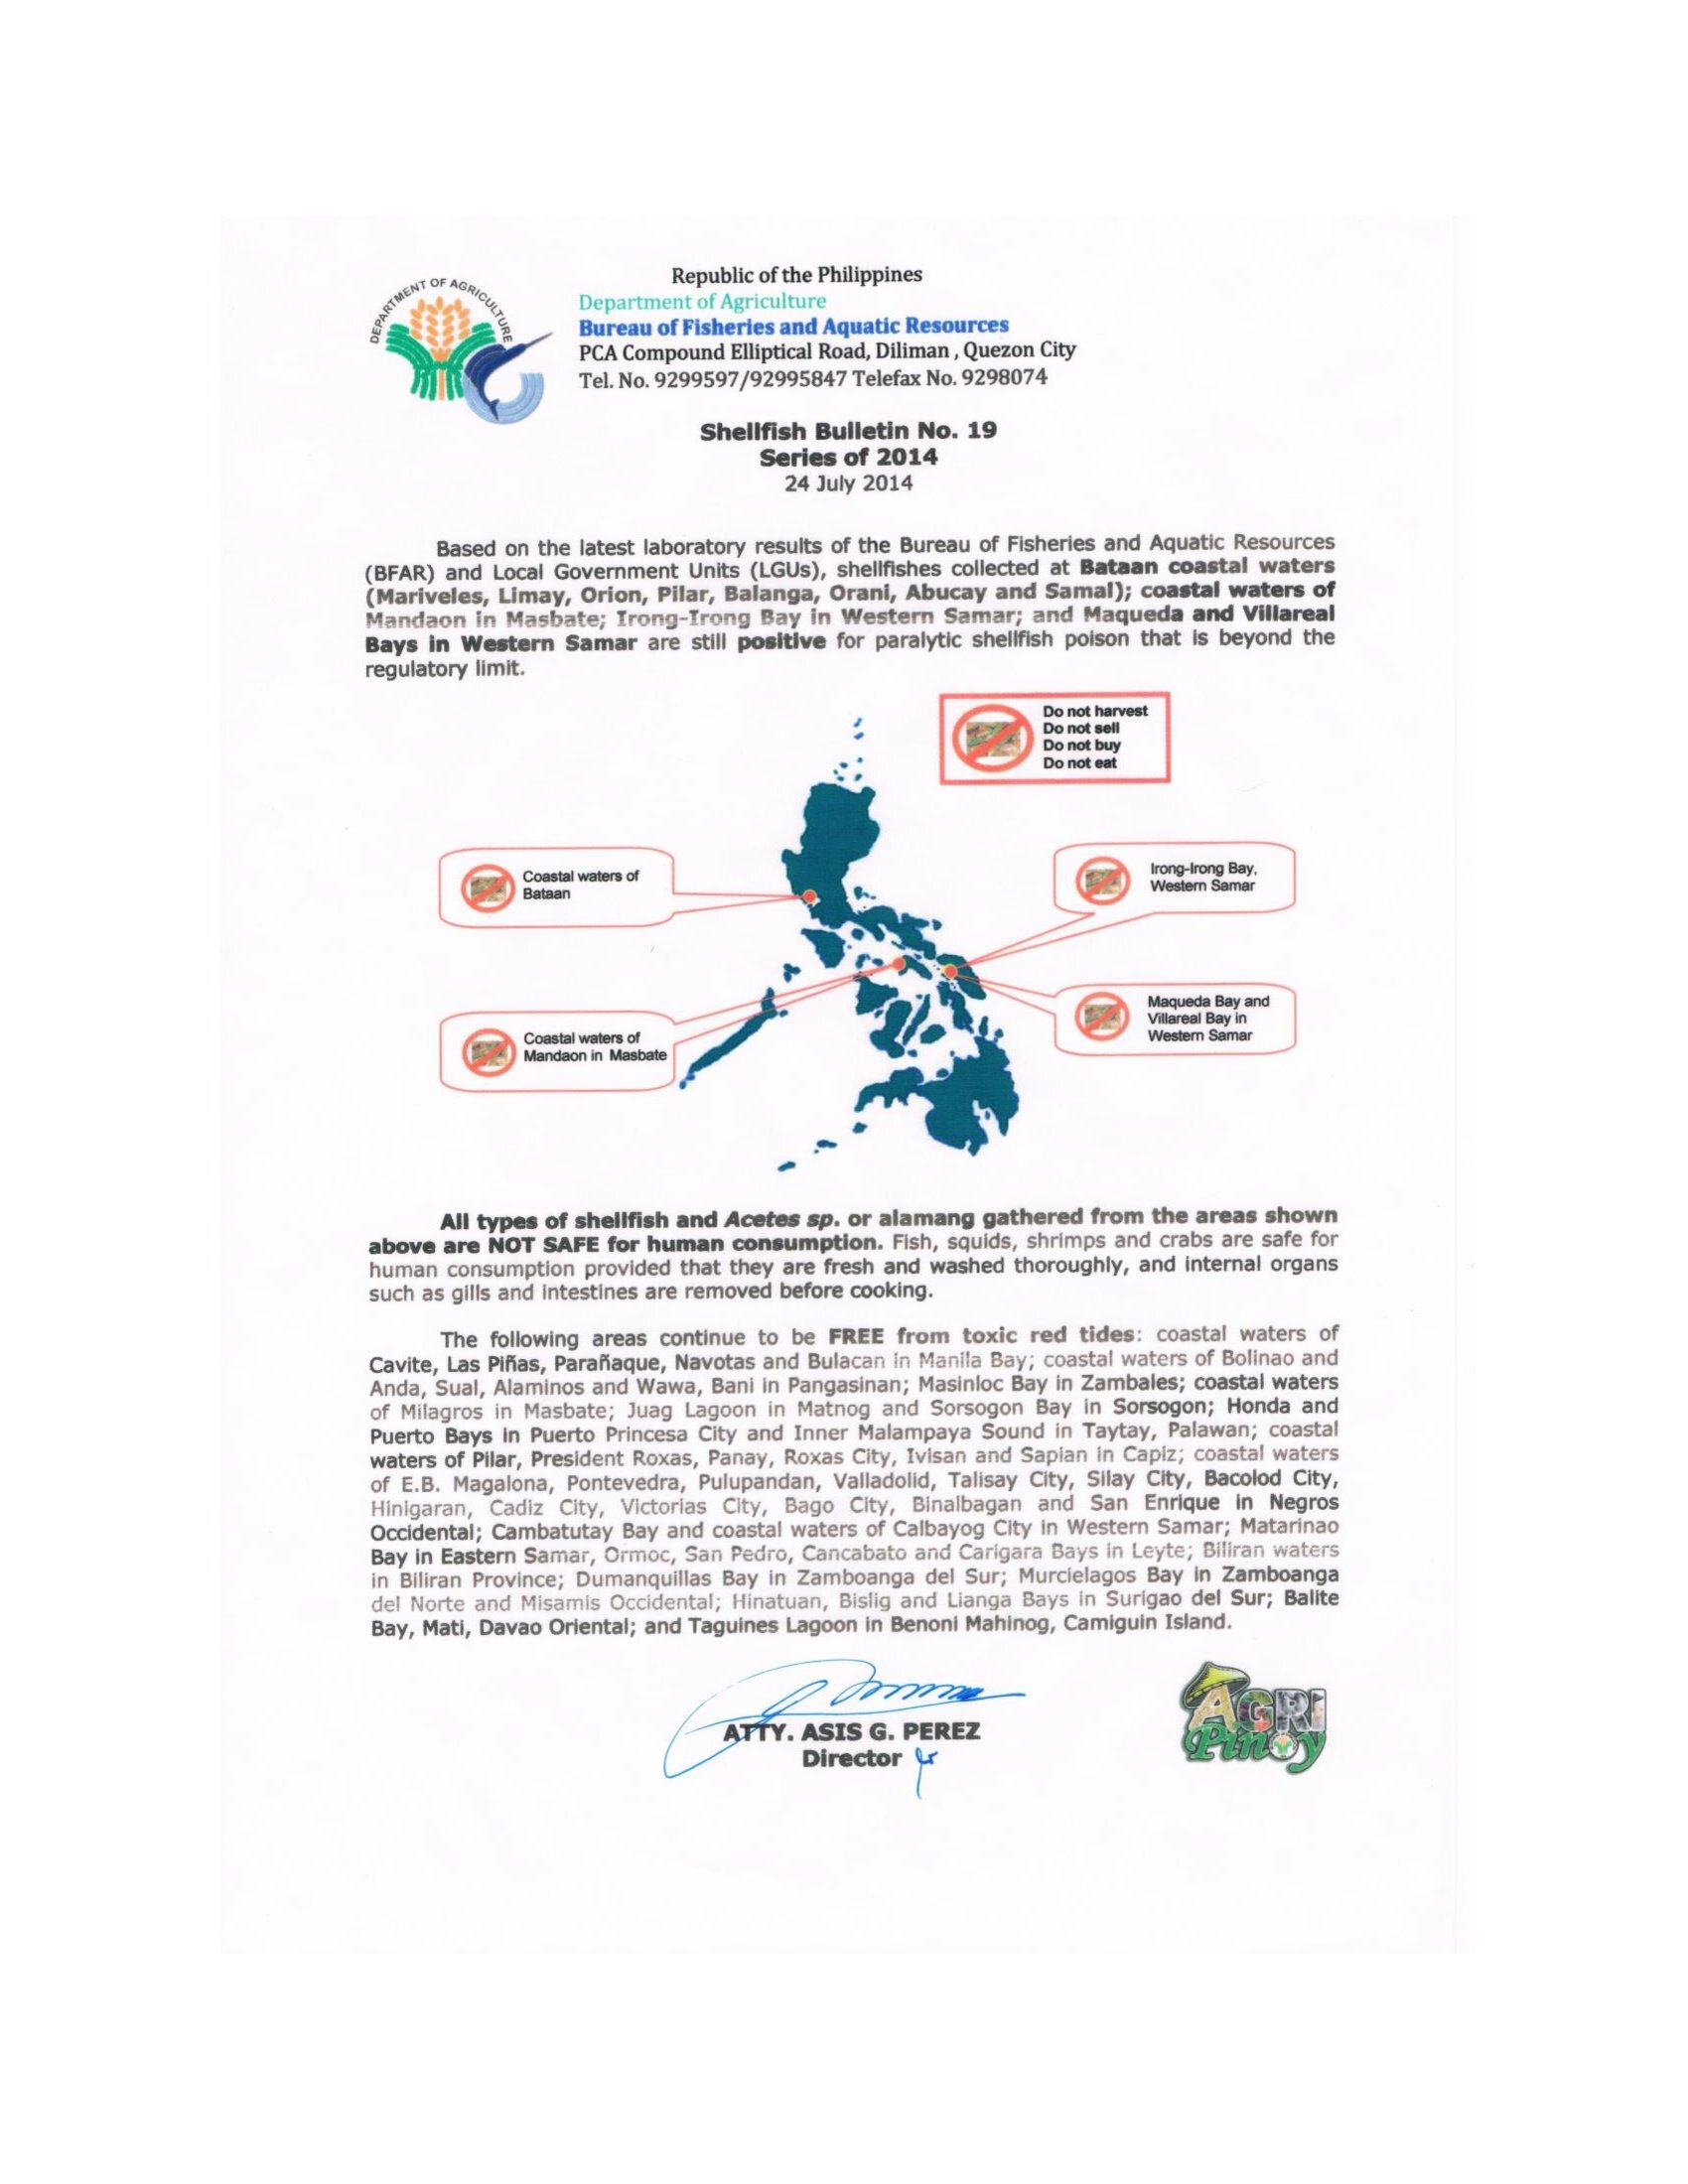 DEPARTMENT OF AGRICULTURE
Republic of the Philippines
Department of Agriculture
Bureau of Fisheries and Aquatic Resources
PCA Compound Elliptical Road, Diliman , Quezon City
Tel. No. 9299597/92995847 Telefax No. 9298074
Shellfish Bulletin No. 19
Series of 2014
24 July 2014
Based on the latest laboratory results of the Bureau of Fisheries and Aquatic Resources
(BFAR) and Local Government Units (LGUs), shellfishes collected at Bataan coastal waters
(Mariveles, Limay, Orion, Pilar, Balanga, Orani, Abucay and Samal); coastal waters of
Mandaon in Masbate; Irong-Irong Bay in Western Samar; and Maqueda and Villareal
Bays in Western Samar are still positive for paralytic shellfish poison that is beyond the
regulatory limit.
Do not harvest
Do not sell
Do not buy
Do not eat
Coastal waters of
Bataan
Irong-Irong Bay,
Western Samar
Coastal waters of
Mandaon in Masbate
Maqueda Bay and
Villareal Bay in
Western Samar
All types of shellfish and Acetes sp. or alamang gathered from the areas shown
above are NOT SAFE for human consumption. Fish, squids, shrimps and crabs are safe for
human consumption provided that they are fresh and washed thoroughly, and internal organs
such as gills and intestines are removed before cooking.
The following areas continue to be FREE from toxic red tides: coastal waters of
Cavite, Las Piñas, Parañaque, Navotas and Bulacan in Manila Bay; coastal waters of Bolinao and
Anda, Sual, Alaminos and Wawa, Bani in Pangasinan; Masinloc Bay in Zambales; coastal waters
of Milagros in Masbate; Juag Lagoon in Matnog and Sorsogon Bay in Sorsogon; Honda and
Puerto Bays in Puerto Princesa City and Inner Malampaya Sound in Taytay, Palawan; coastal
waters of Pilar, President Roxas, Panay, Roxas City, Ivisan and Sapian in Capiz; coastal waters
of E.B. Magalona, Pontevedra, Pulupandan, Valladolid, Talisay City, Silay City, Bacolod City,
Hinigaran, Cadiz City, Victorias City, Bago City, Binalbagan and San Enrique in Negros
Occidental; Cambatutay Bay and coastal waters of Calbayog City in Western Samar; Matarinao
Bay in Eastern Samar, Ormoc, San Pedro, Cancabato and Carigara Bays in Leyte; Biliran waters
in Biliran Province; Dumanquillas Bay in Zamboanga del Sur; Murcielagos Bay in Zamboanga
del Norte and Misamis Occidental; Hinatuan, Bislig and Lianga Bays in Surigao del Sur; Balite
Bay, Mati, Davao Oriental; and Taguines Lagoon in Benoni Mahinog, Camiguin Island.
ATTY. ASIS G. PEREZ
Director
AGRI
Pinoy